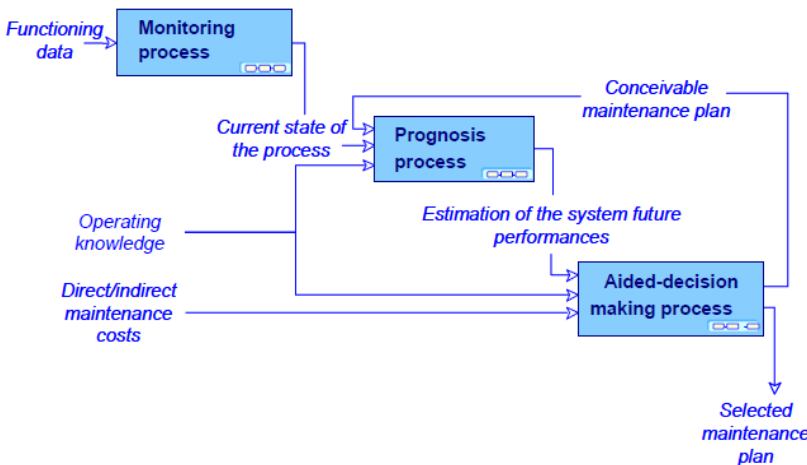 Functioning
data
Monitoring
process
Conceivable
maintenance plan
Current state of
the process
Prognosis
process
Operating
knowledge
Estimation of the system future
performances
Direct/indirect
maintenance
costs
Aided-decision
making process
Selected
maintenance
plan